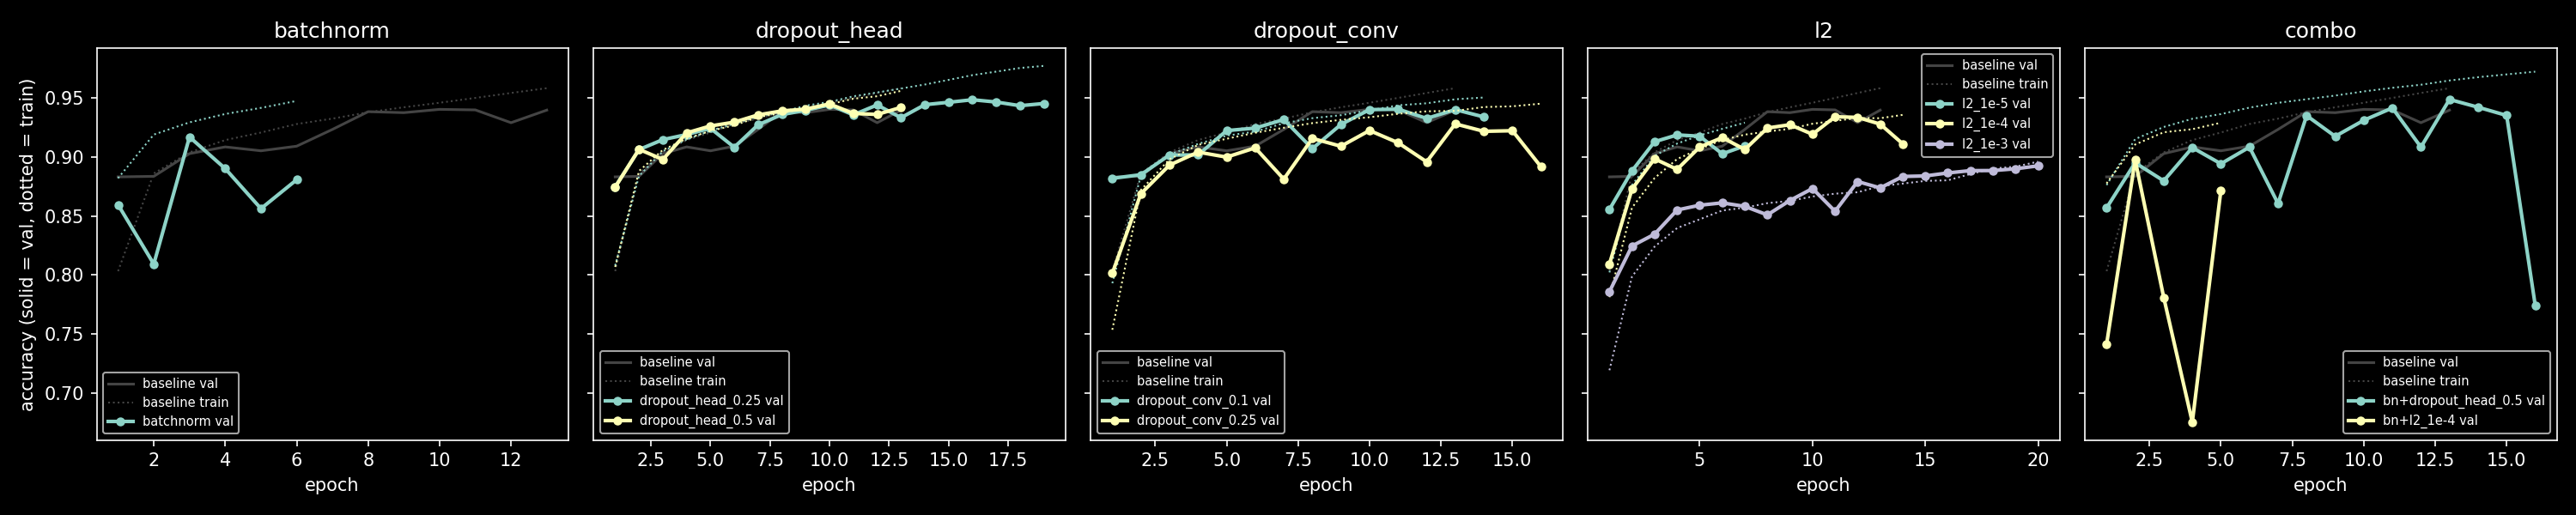 batchnorm
dropout_head
dropout_conv
l2
combo
accuracy (solid = val, dotted = train)
0.95
0.90
0.85
0.80
0.75
0.70
baseline val
baseline train
batchnorm val
2 4 6 8 10 12
epoch
baseline val
baseline train
dropout_head_0.25 val
dropout_head_0.5 val
2.5 5.0 7.5 10.0 12.5 15.0 17.5
epoch
baseline val
baseline train
dropout_conv_0.1 val
dropout_conv_0.25 val
2.5 5.0 7.5 10.0 12.5 15.0
epoch
baseline val
baseline train
l2_1e-5 val
l2_1e-4 val
l2_1e-3 val
5 10 15 20
epoch
baseline val
baseline train
bn+dropout_head_0.5 val
bn+l2_1e-4 val
2.5 5.0 7.5 10.0 12.5 15.0
epoch